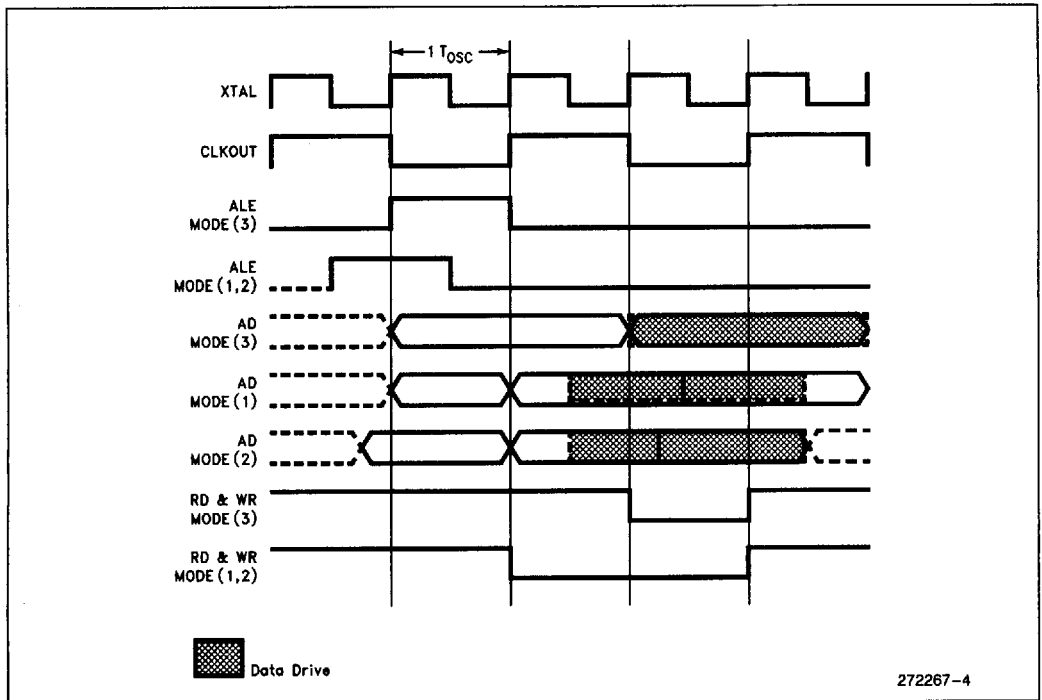 1 TOSC
XTAL
CLKOUT
ALE
MODE (3)
ALE
MODE (1,2)
AD
MODE (3)
AD
MODE (1)
AD
MODE (2)
RD & WR
MODE (3)
RD & WR
MODE (1,2)
Data Drive
272267-4